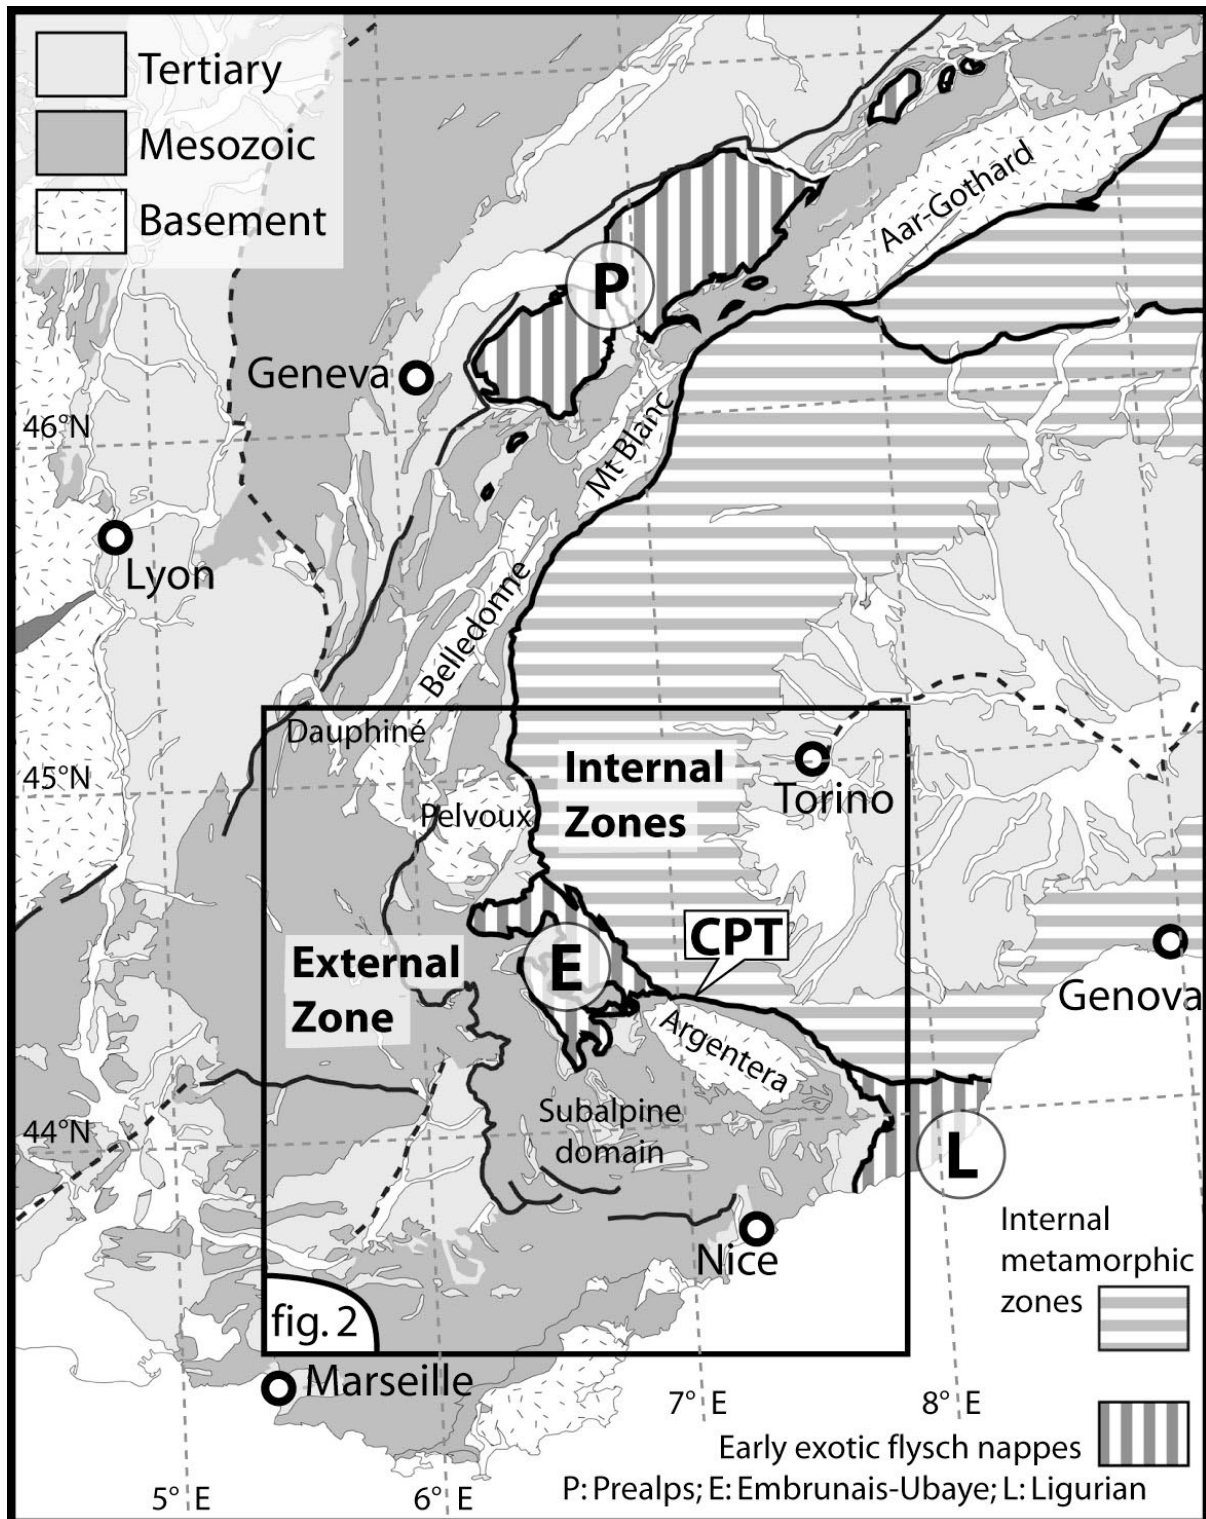 Tertiary
Mesozoic
Basement
Aar-Gothard
P
Geneva
46°N
Mt Blanc
Lyon
Belledonne
Dauphiné
45°N
Internal
Zones
Torino
Pelvoux
CPT
External
Zone
E
Genova
Argentera
44°N
Subalpine
domain
L
Internal
metamorphic
zones
Nice
fig. 2
Marseille
7° E
8° E
Early exotic flysch nappes
5° E
6° E
P: Prealps; E: Embrunais-Ubaye; L: Ligurian